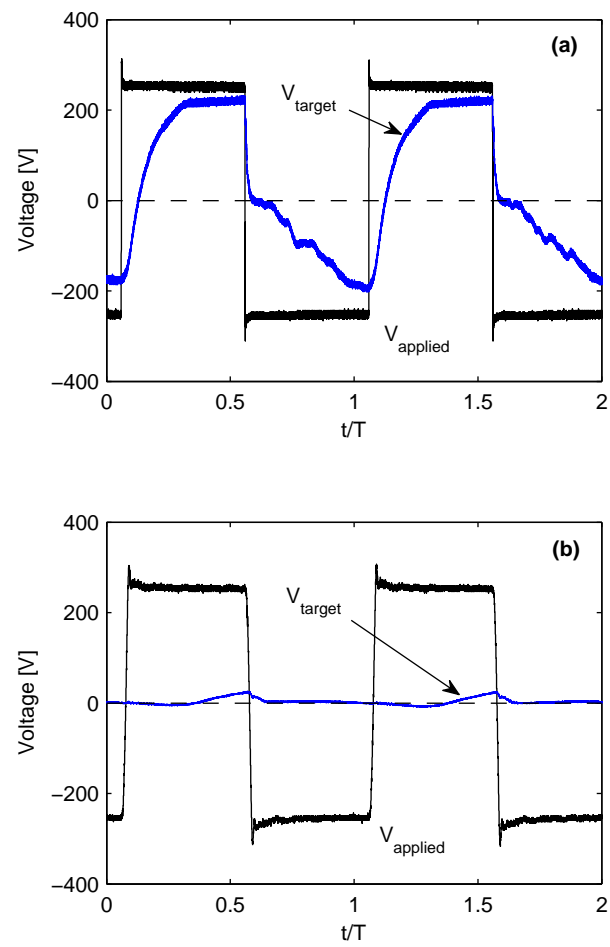 400
(a)
200
V_target
0
Voltage [V]
−200
V_applied
−400
0 0.5 1 1.5 2
t/T
400
(b)
200
V_target
0
Voltage [V]
−200
V_applied
−400
0 0.5 1 1.5 2
t/T